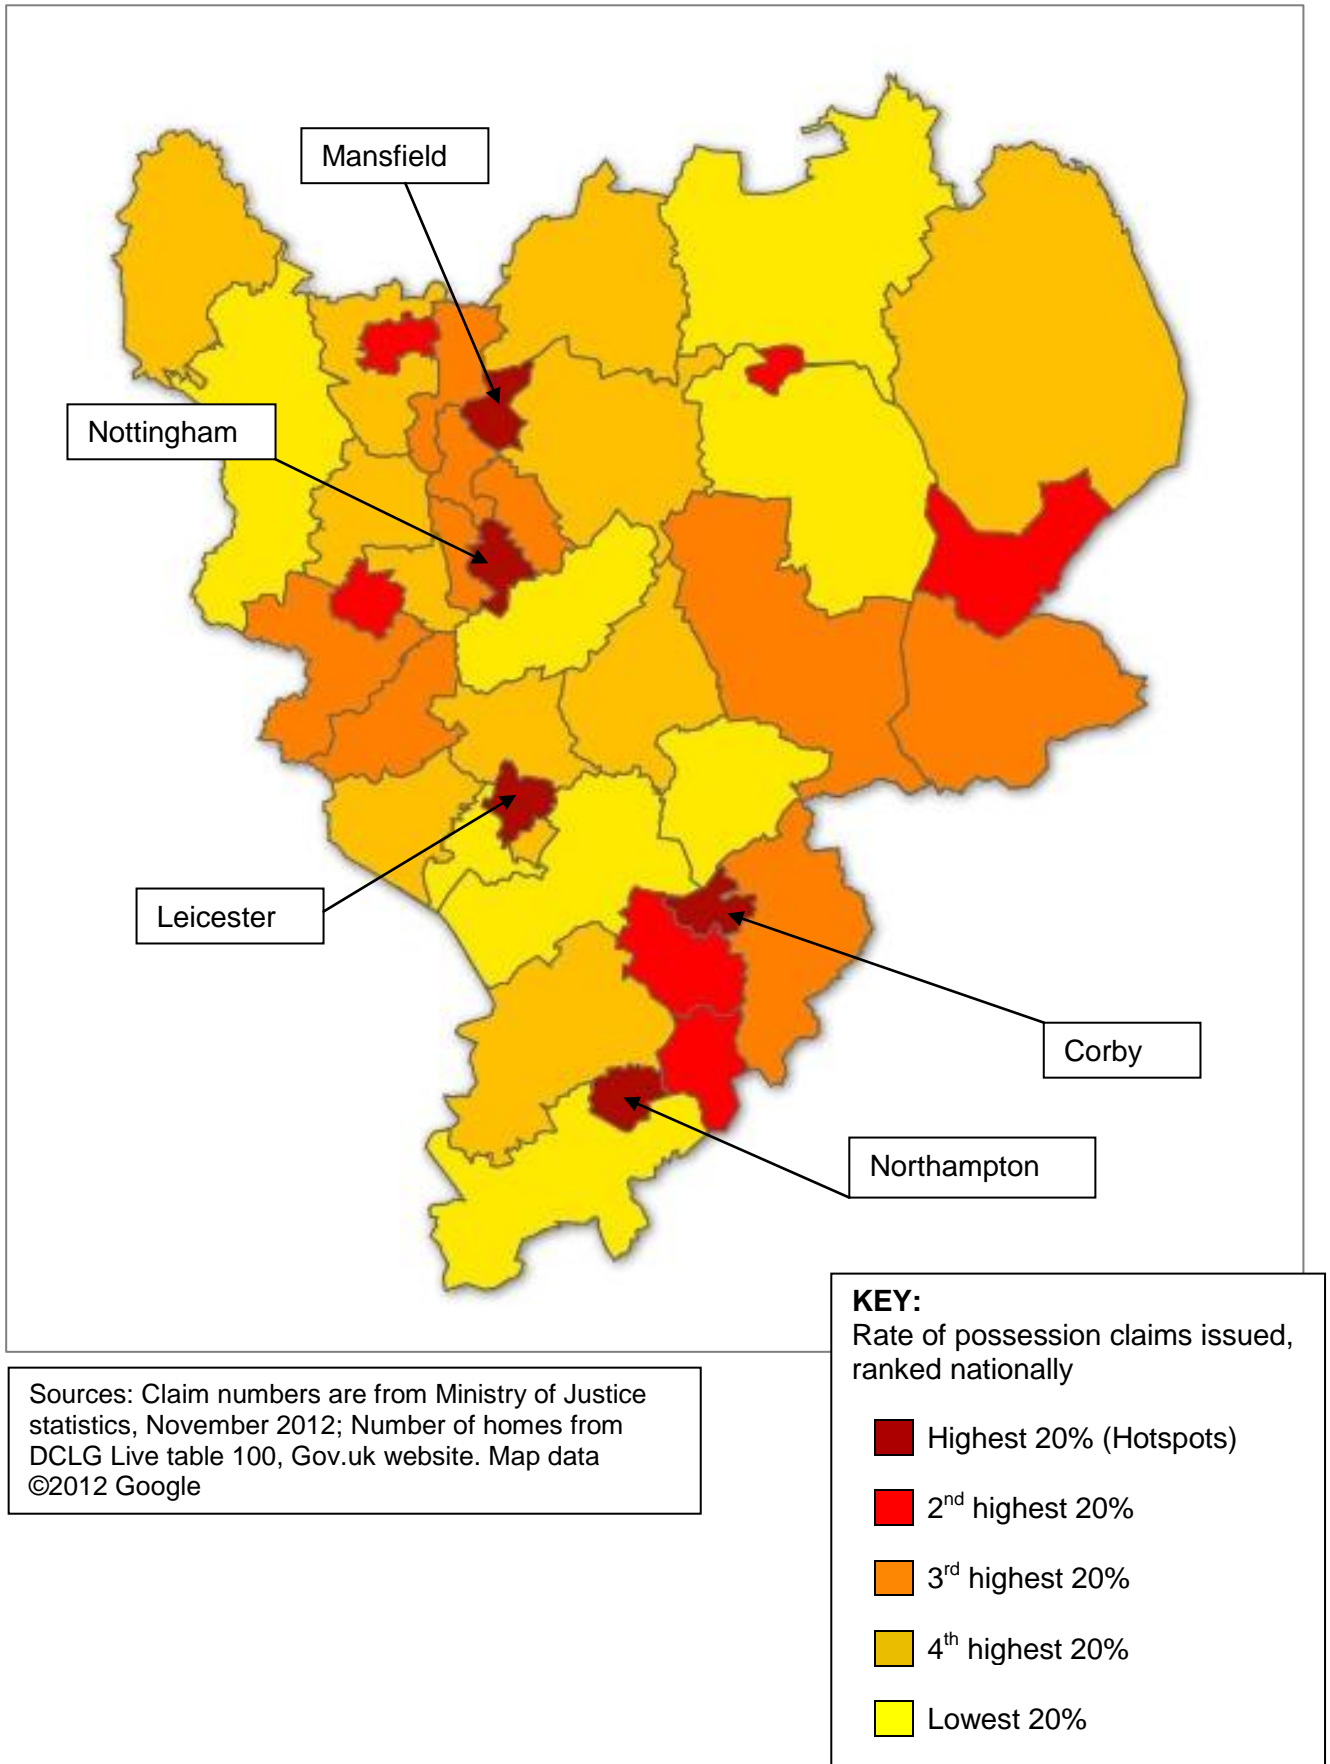 Mansfield
Nottingham
Leicester
Corby
Northampton
KEY:
Rate of possession claims issued,
ranked nationally
Highest 20% (Hotspots)
2nd highest 20%
3rd highest 20%
4th highest 20%
Lowest 20%
Sources: Claim numbers are from Ministry of Justice
statistics, November 2012; Number of homes from
DCLG Live table 100, Gov.uk website. Map data
©2012 Google